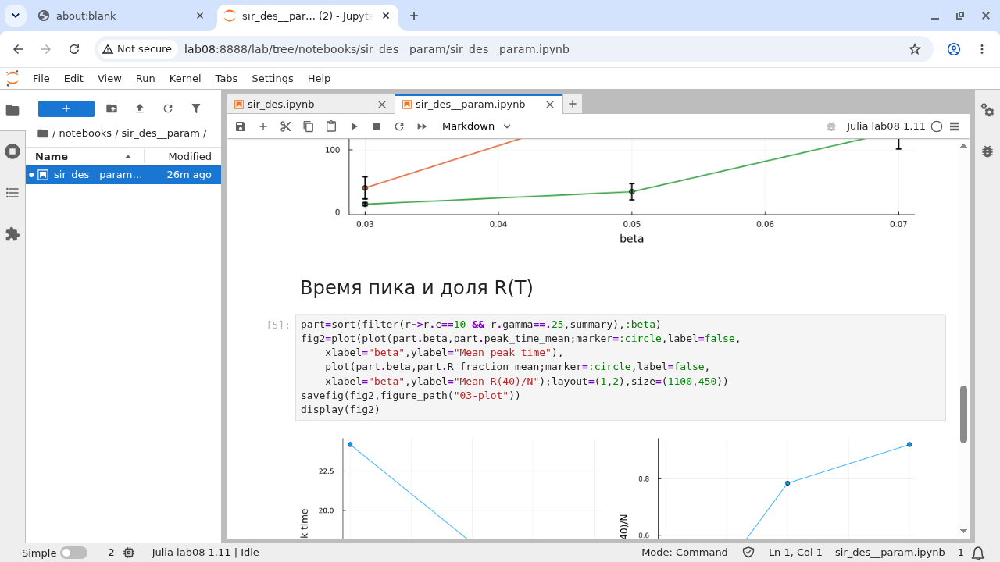 about:blank
sir_des__par… (2) - Jupyte
Not secure
lab08:8888/lab/tree/notebooks/sir_des__param/sir_des__param.ipynb
File Edit View Run Kernel Tabs Settings Help
sir_des.ipynb
sir_des__param.ipynb
/ notebooks / sir_des__param /
Markdown
Julia lab08 1.11
Name Modified
sir_des__param… 26m ago
100
0
0.03 0.04 0.05 0.06 0.07
beta
Время пика и доля R(T)
[5]:
part=sort(filter(r->r.c==10 && r.gamma==.25,summary),:beta)
fig2=plot(plot(part.beta,part.peak_time_mean;marker=:circle,label=false,
xlabel="beta",ylabel="Mean peak time"),
plot(part.beta,part.R_fraction_mean;marker=:circle,label=false,
xlabel="beta",ylabel="Mean R(40)/N");layout=(1,2),size=(1100,450))
savefig(fig2,figure_path("03-plot"))
display(fig2)
22.5
20.0
k time
0.8
0.6
40)/N
Simple 2 Julia lab08 1.11 | Idle
Mode: Command Ln 1, Col 1 sir_des__param.ipynb 1